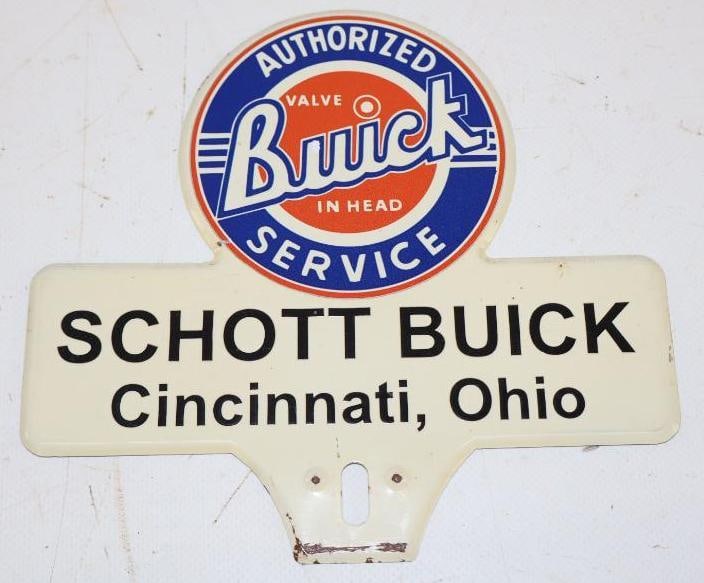 AUTHORIZED
VALVE
Buick
IN HEAD
SERVICE
SCHOTT BUICK
Cincinnati, Ohio